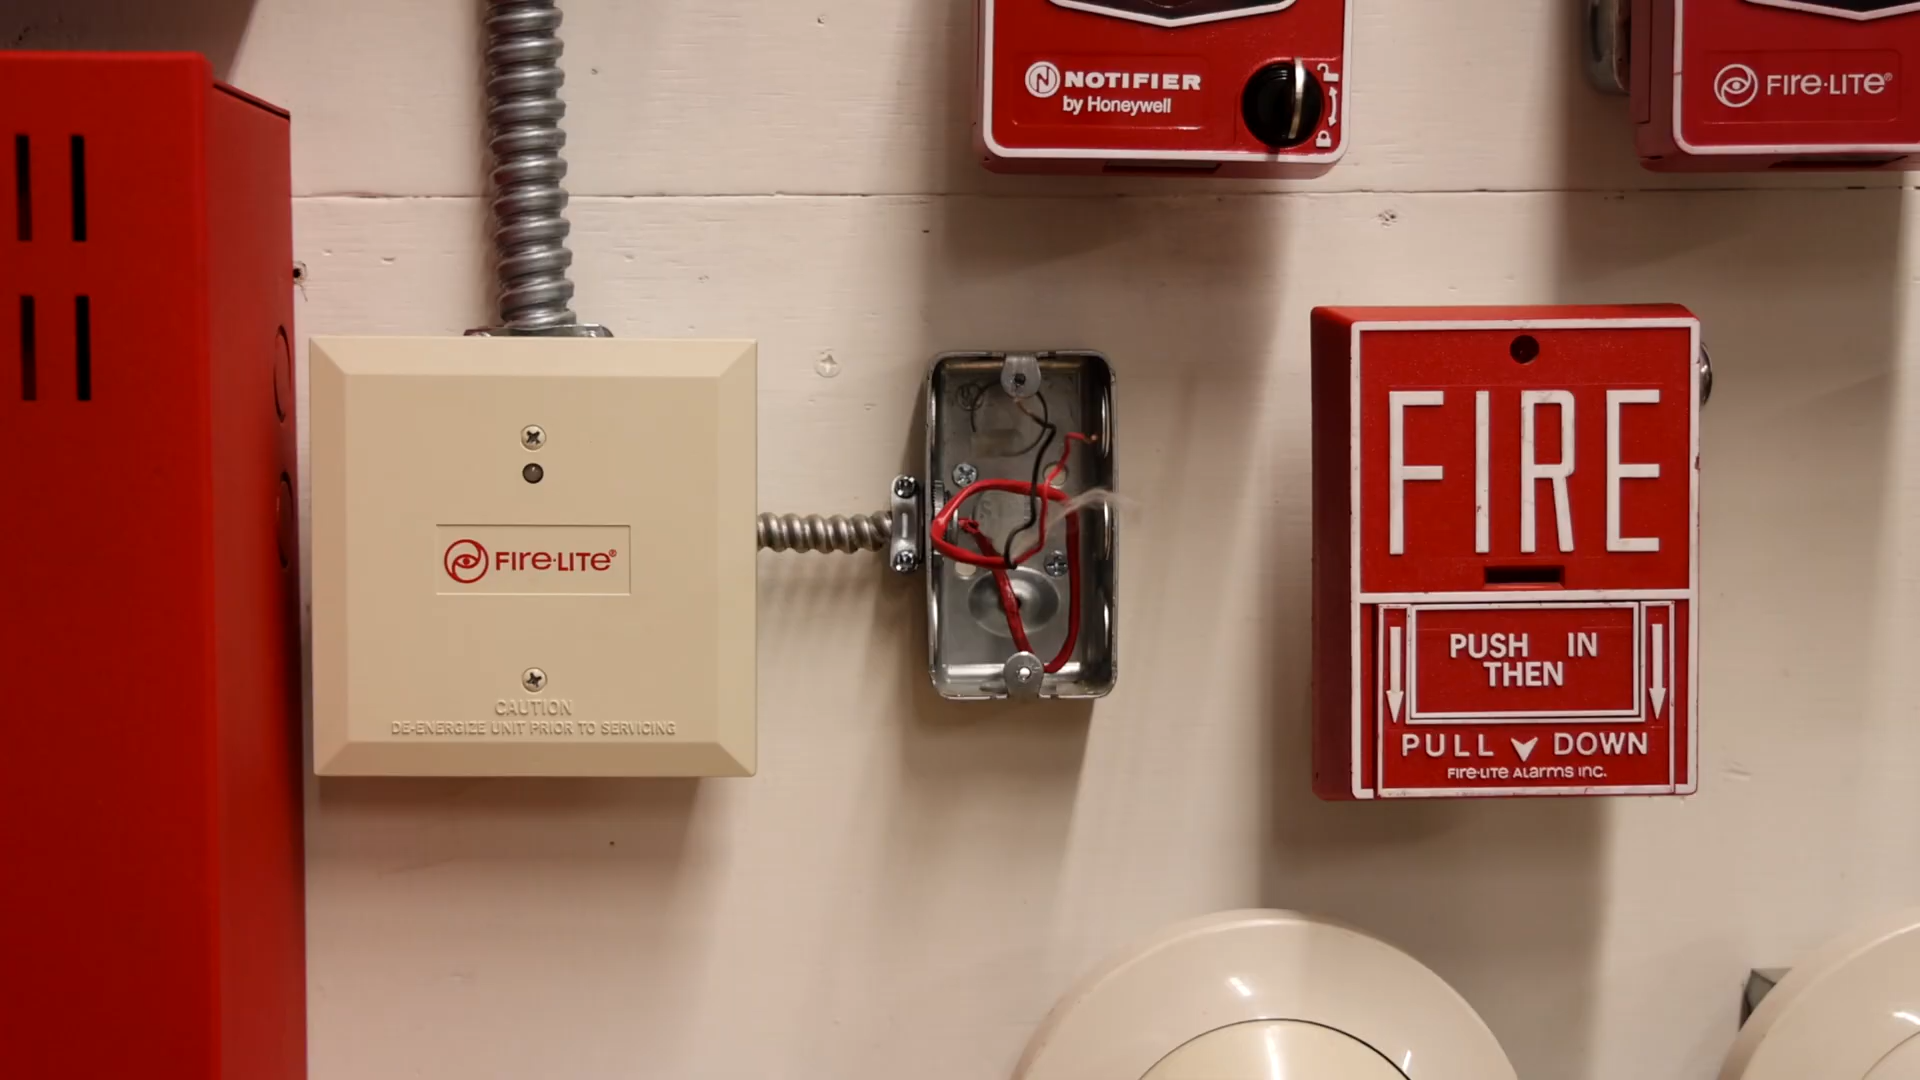 NOTIFIER
by Honeywell
FIRE·LITE®
FIRE·LITE®
CAUTION
DE-ENERGIZE UNIT PRIOR TO SERVICING
FIRE
PUSH IN
THEN
PULL DOWN
FIRE·LITE ALARMS INC.